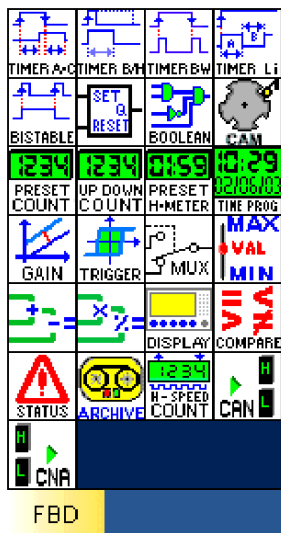 TIMER A-C TIMER B/H TIMER BW TIMER Li
A B
SET
Q
RESET
BISTABLE BOOLEAN CAM
1234 1234 01:59 10:29
02/06/03
PRESET UP DOWN PRESET
COUNT COUNT H-METER TIME PROG
MAX
VAL
MIN
GAIN TRIGGER MUX
+ - = × % =
DISPLAY COMPARE
1234
H
H-SPEED
COUNT
STATUS ARCHIVE CAN L
H
L CNA
FBD